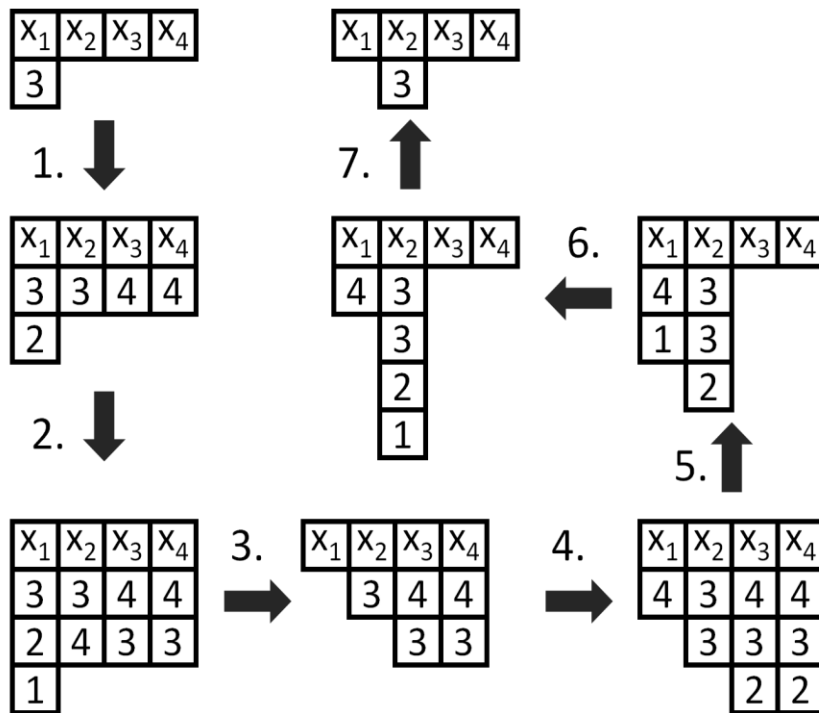 x₁ x₂ x₃ x₄
3
1.
x₁ x₂ x₃ x₄
3 3 4 4
2
2.
x₁ x₂ x₃ x₄
3 3 4 4
2 4 3 3
1
3.
x₁ x₂ x₃ x₄
3 4 4
3 3
4.
x₁ x₂ x₃ x₄
4 3 4 4
3 3 3
2 2
5.
x₁ x₂ x₃ x₄
4 3
1 3
2
6.
x₁ x₂ x₃ x₄
4 3
3
2
1
7.
x₁ x₂ x₃ x₄
3